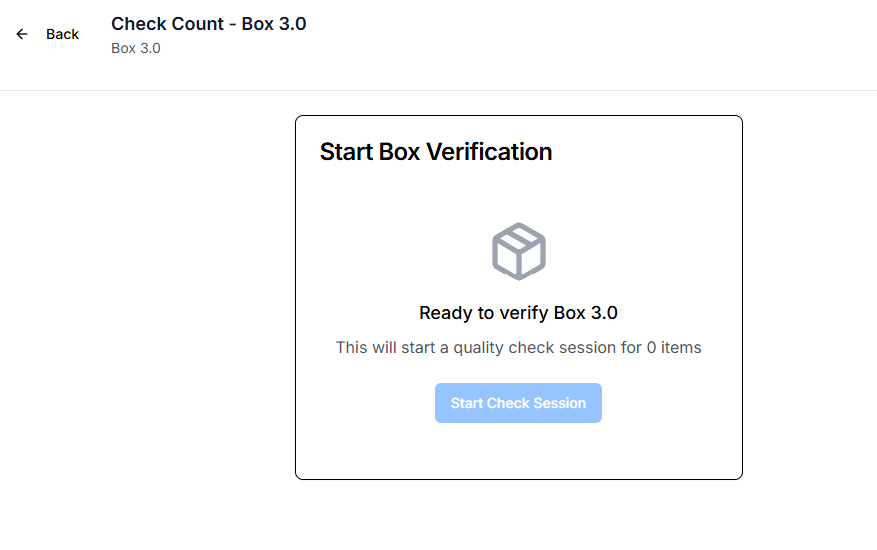 Back
Check Count - Box 3.0
Box 3.0
Start Box Verification
Ready to verify Box 3.0
This will start a quality check session for 0 items
Start Check Session